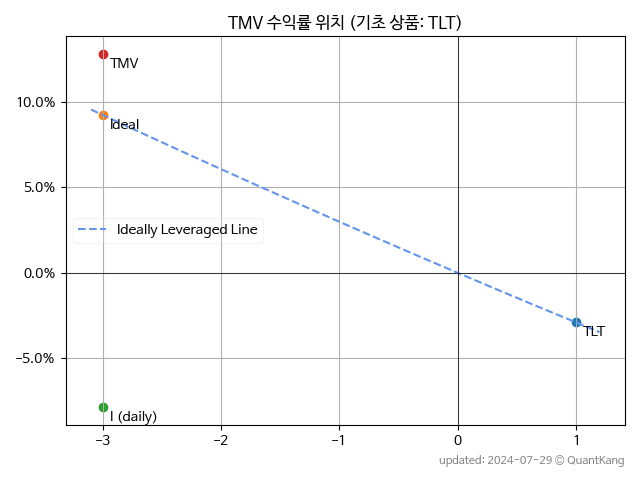 TMV 수익률 위치 (기초 상품: TLT)
TMV
10.0%
Ideal
5.0%
Ideally Leveraged Line
0.0%
TLT
−5.0%
I (daily)
−3 −2 −1 0 1
updated: 2024-07-29 © QuantKang